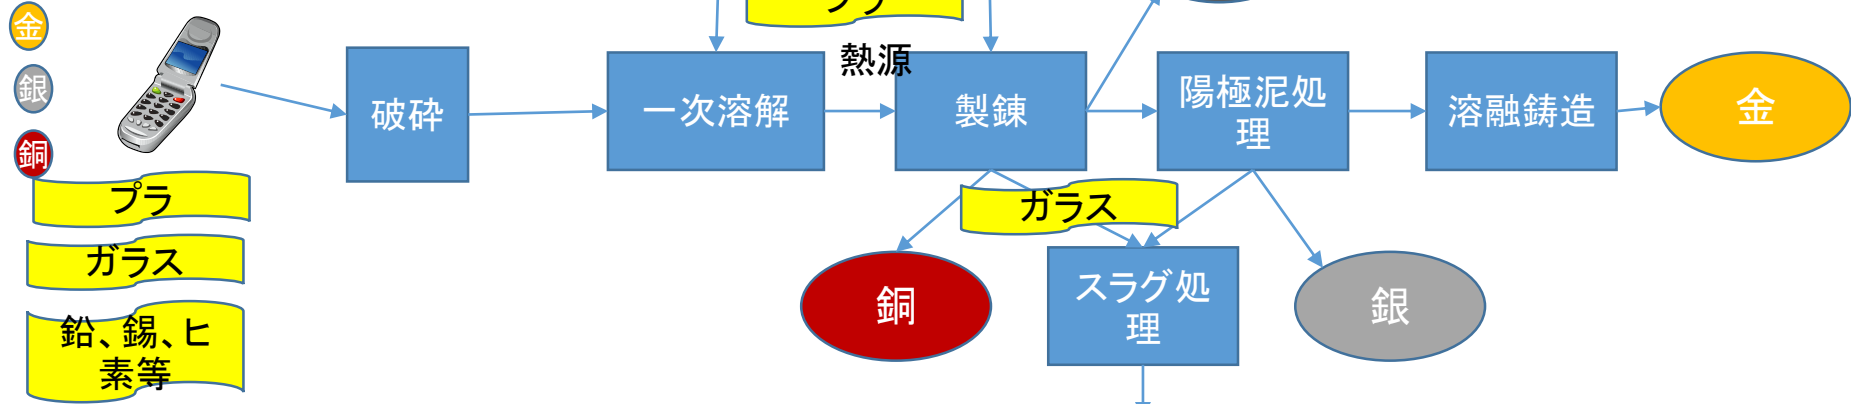 金
銀
銅
プラ
ガラス
鉛、錫、ヒ
素等
破砕
一次溶解
プラ
熱源
製錬
陽極泥処
理
溶融鋳造
金
ガラス
銅
スラグ処
理
銀